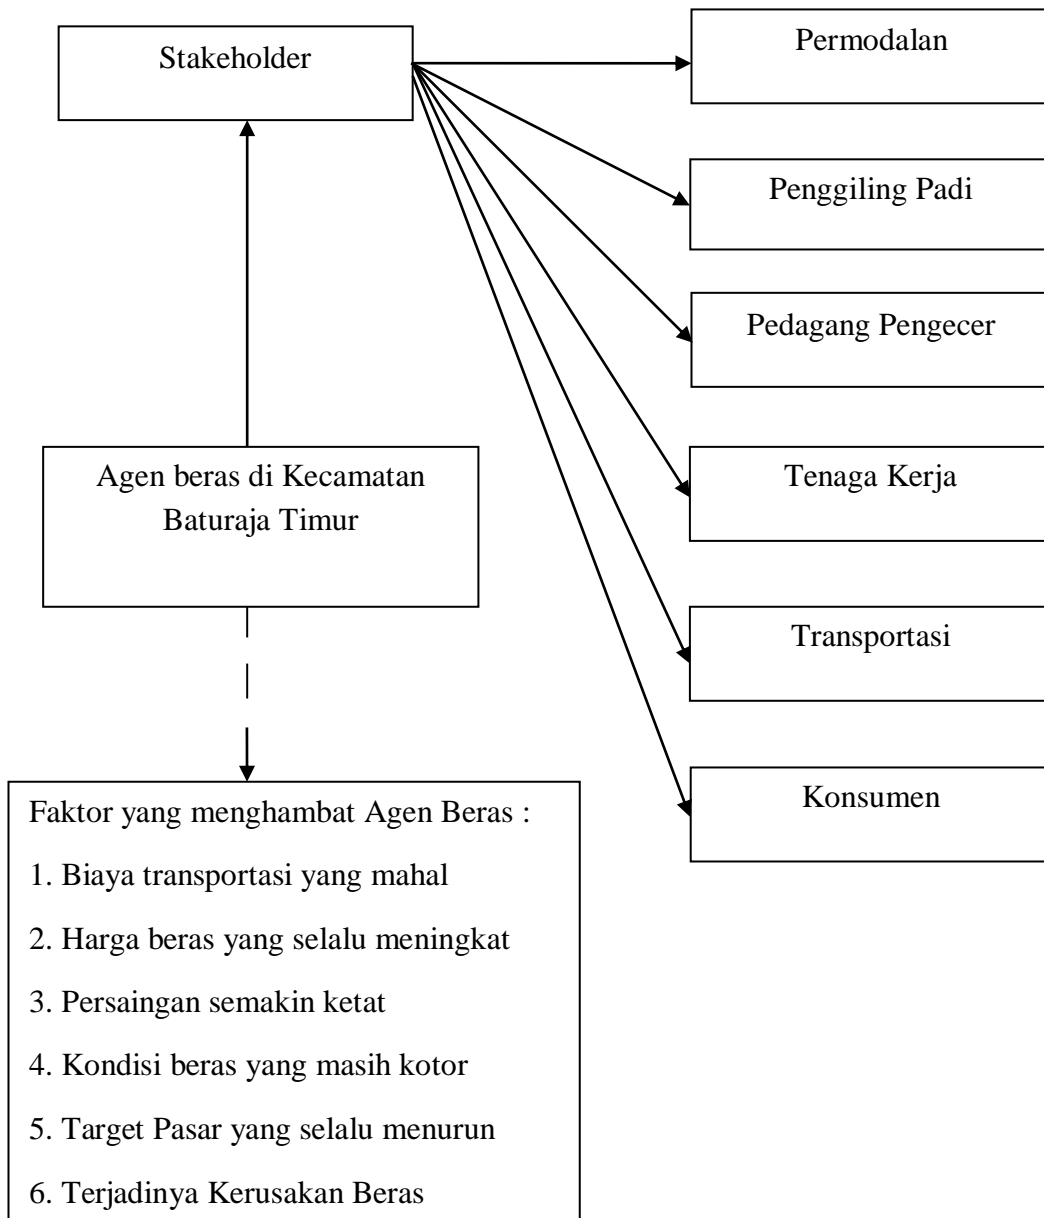 Stakeholder
Permodalan
Penggiling Padi
Pedagang Pengecer
Agen beras di Kecamatan
Baturaja Timur
Tenaga Kerja
Transportasi
Konsumen
Faktor yang menghambat Agen Beras :
1. Biaya transportasi yang mahal
2. Harga beras yang selalu meningkat
3. Persaingan semakin ketat
4. Kondisi beras yang masih kotor
5. Target Pasar yang selalu menurun
6. Terjadinya Kerusakan Beras